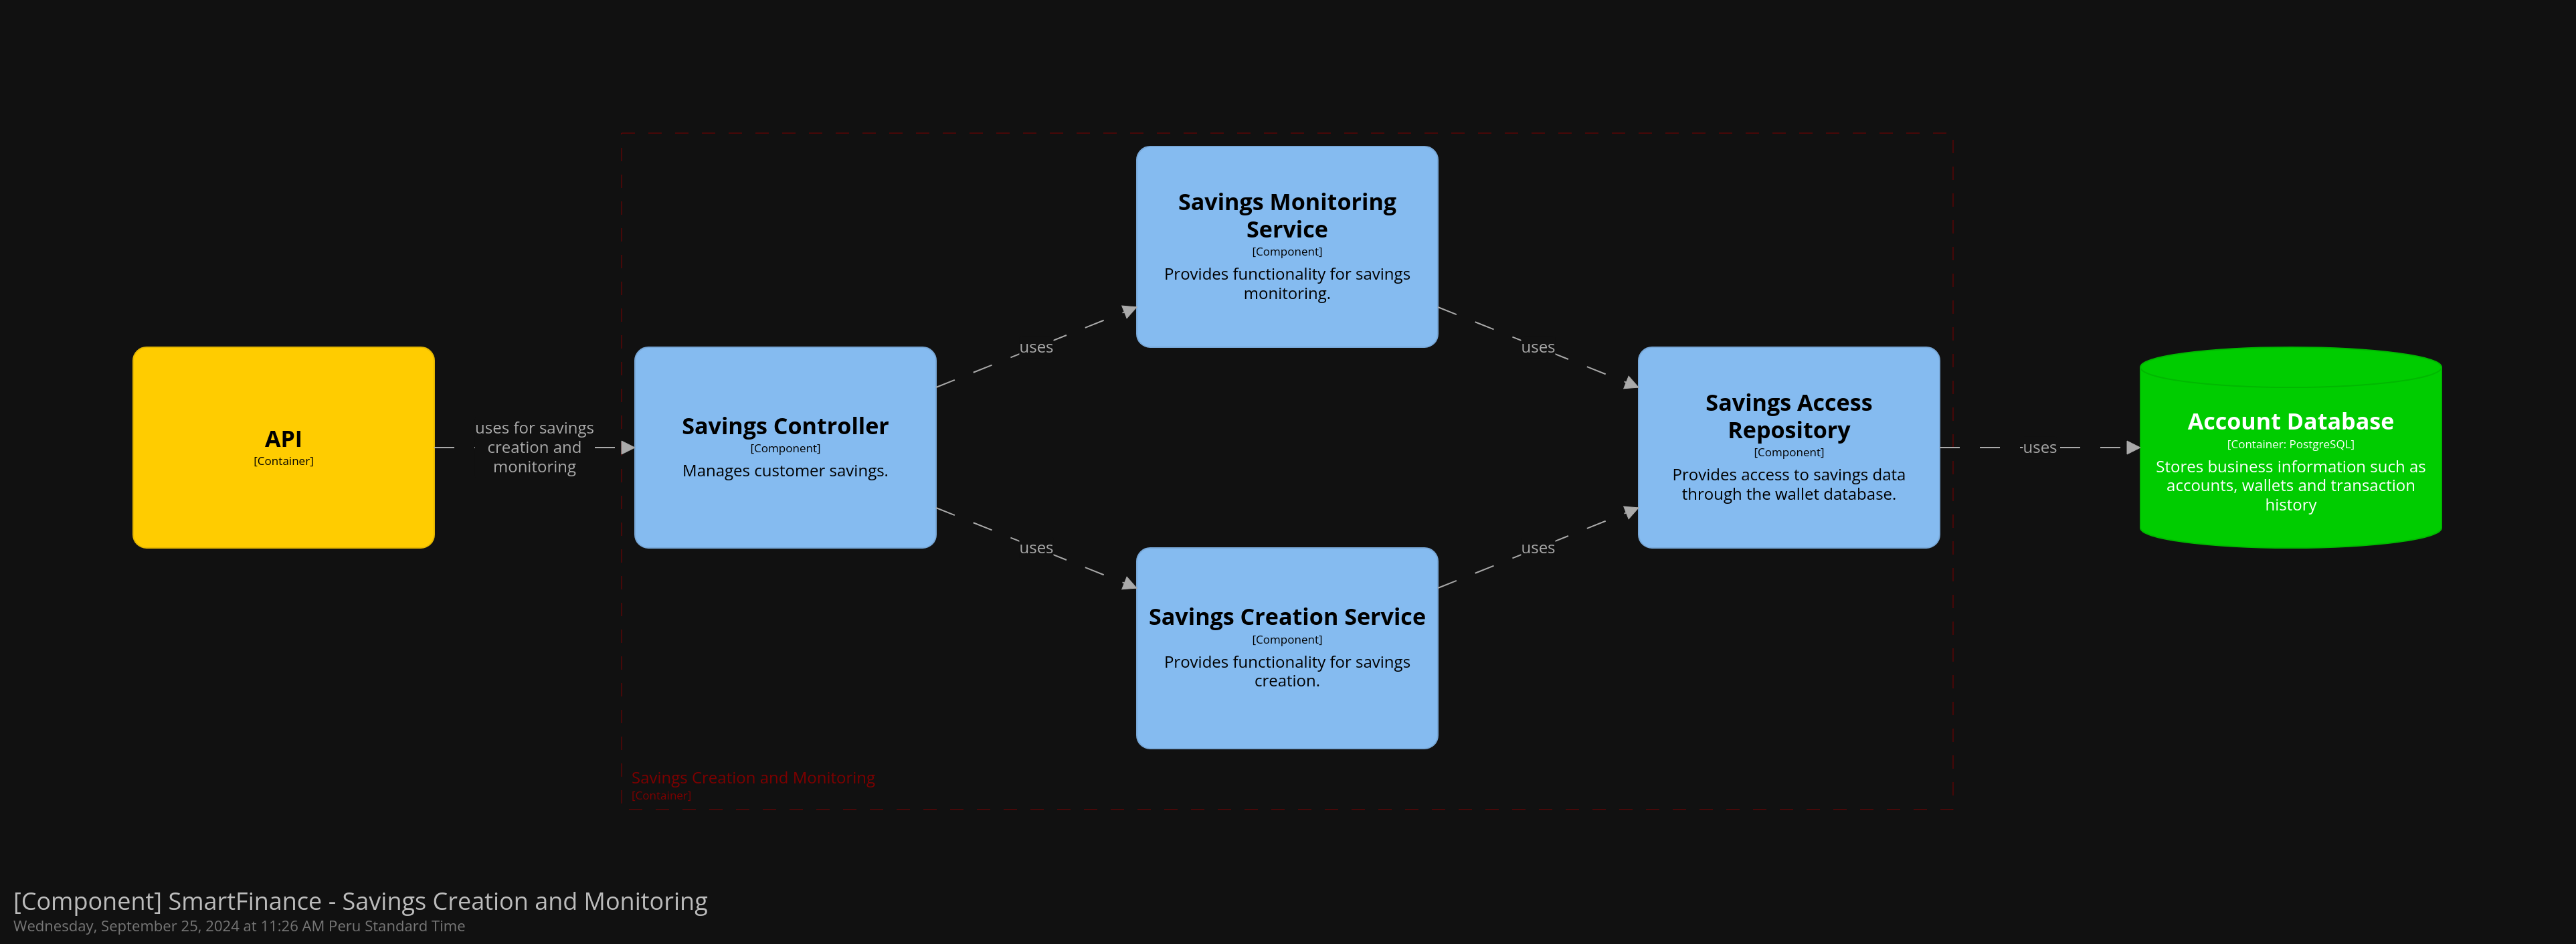 API
[Container]
uses for savings
creation and
monitoring
Savings Controller
[Component]
Manages customer savings.
uses
uses
Savings Monitoring
Service
[Component]
Provides functionality for savings
monitoring.
Savings Creation Service
[Component]
Provides functionality for savings
creation.
uses
uses
Savings Access
Repository
[Component]
Provides access to savings data
through the wallet database.
uses
Account Database
[Container: PostgreSQL]
Stores business information such as
accounts, wallets and transaction
history
Savings Creation and Monitoring
[Container]
[Component] SmartFinance - Savings Creation and Monitoring
Wednesday, September 25, 2024 at 11:26 AM Peru Standard Time